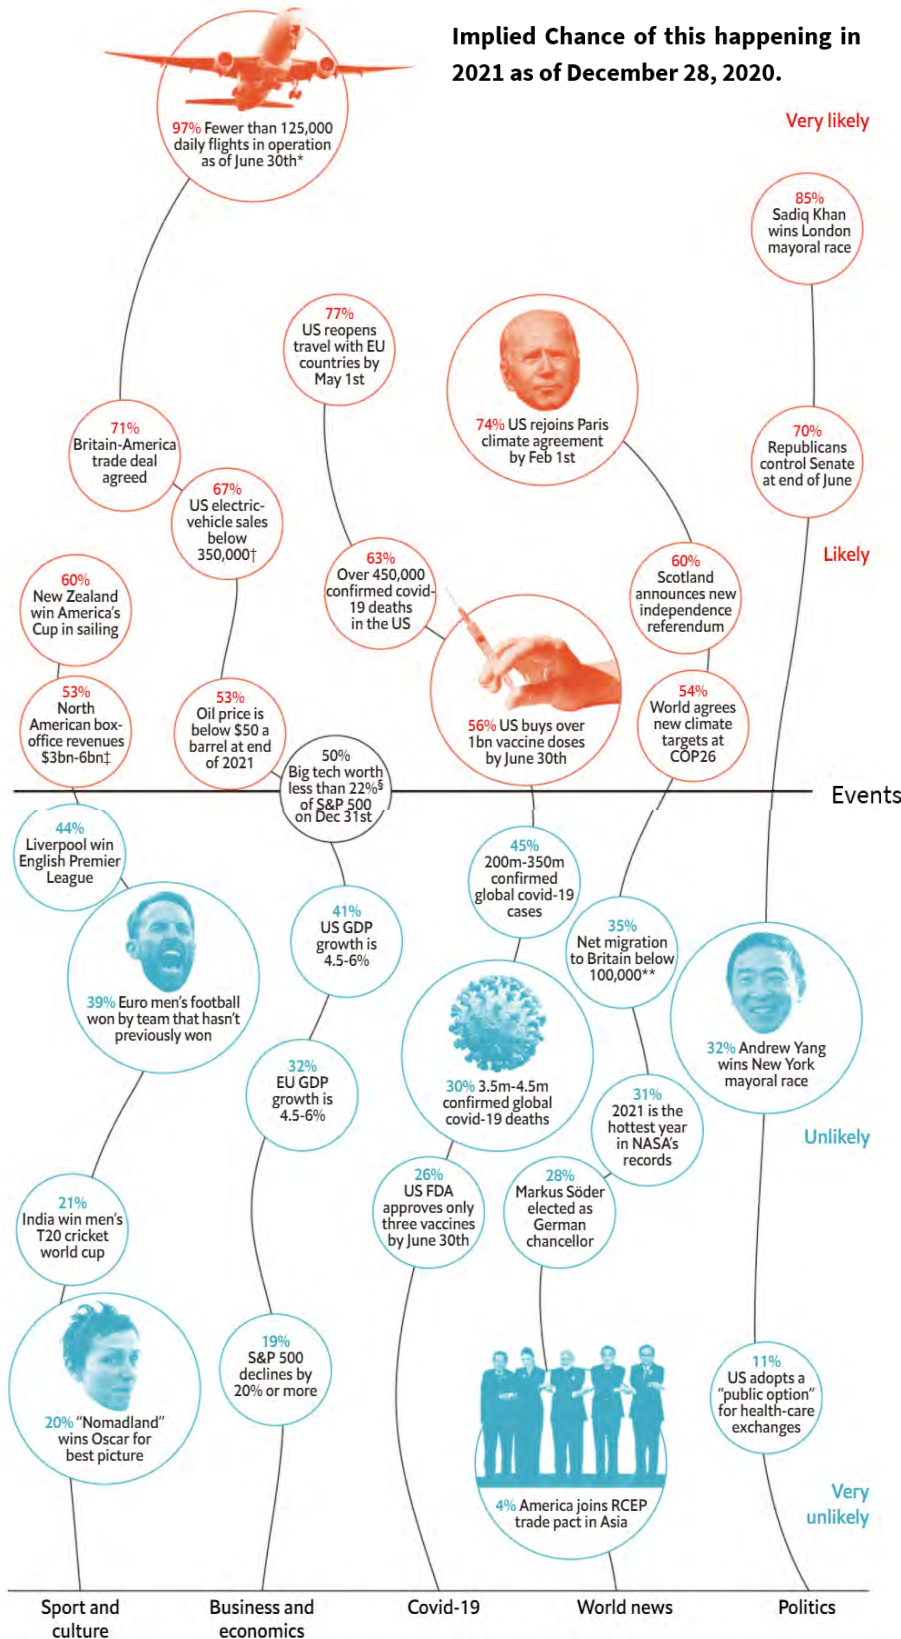 Implied Chance of this happening in
2021 as of December 28, 2020.
97% Fewer than 125,000
daily flights in operation
as of June 30th*
Very likely
85%
Sadiq Khan
wins London
mayoral race
77%
US reopens
travel with EU
countries by
May 1st
74% US rejoins Paris
climate agreement
by Feb 1st
71%
Britain-America
trade deal
agreed
70%
Republicans
control Senate
at end of June
67%
US electric-
vehicle sales
below
350,000†
Likely
63%
Over 450,000
confirmed covid-
19 deaths
in the US
60%
Scotland
announces new
independence
referendum
60%
New Zealand
win America's
Cup in sailing
53%
North
American box-
office revenues
$3bn-6bn‡
53%
Oil price is
below $50 a
barrel at end
of 2021
56% US buys over
1bn vaccine doses
by June 30th
54%
World agrees
new climate
targets at
COP26
50%
Big tech worth
less than 22%§
of S&P 500
on Dec 31st
Events
44%
Liverpool win
English Premier
League
45%
200m-350m
confirmed
global covid-19
cases
41%
US GDP
growth is
4.5-6%
35%
Net migration
to Britain below
100,000**
39% Euro men's football
won by team that hasn't
previously won
32%
EU GDP
growth is
4.5-6%
30% 3.5m-4.5m
confirmed global
covid-19 deaths
32% Andrew Yang
wins New York
mayoral race
31%
2021 is the
hottest year
in NASA's
records
Unlikely
26%
US FDA
approves only
three vaccines
by June 30th
28%
Markus Söder
elected as
German
chancellor
21%
India win men's
T20 cricket
world cup
19%
S&P 500
declines by
20% or more
11%
US adopts a
"public option"
for health-care
exchanges
20% "Nomadland"
wins Oscar for
best picture
4% America joins RCEP
trade pact in Asia
Very
unlikely
Sport and
culture
Business and
economics
Covid-19
World news
Politics